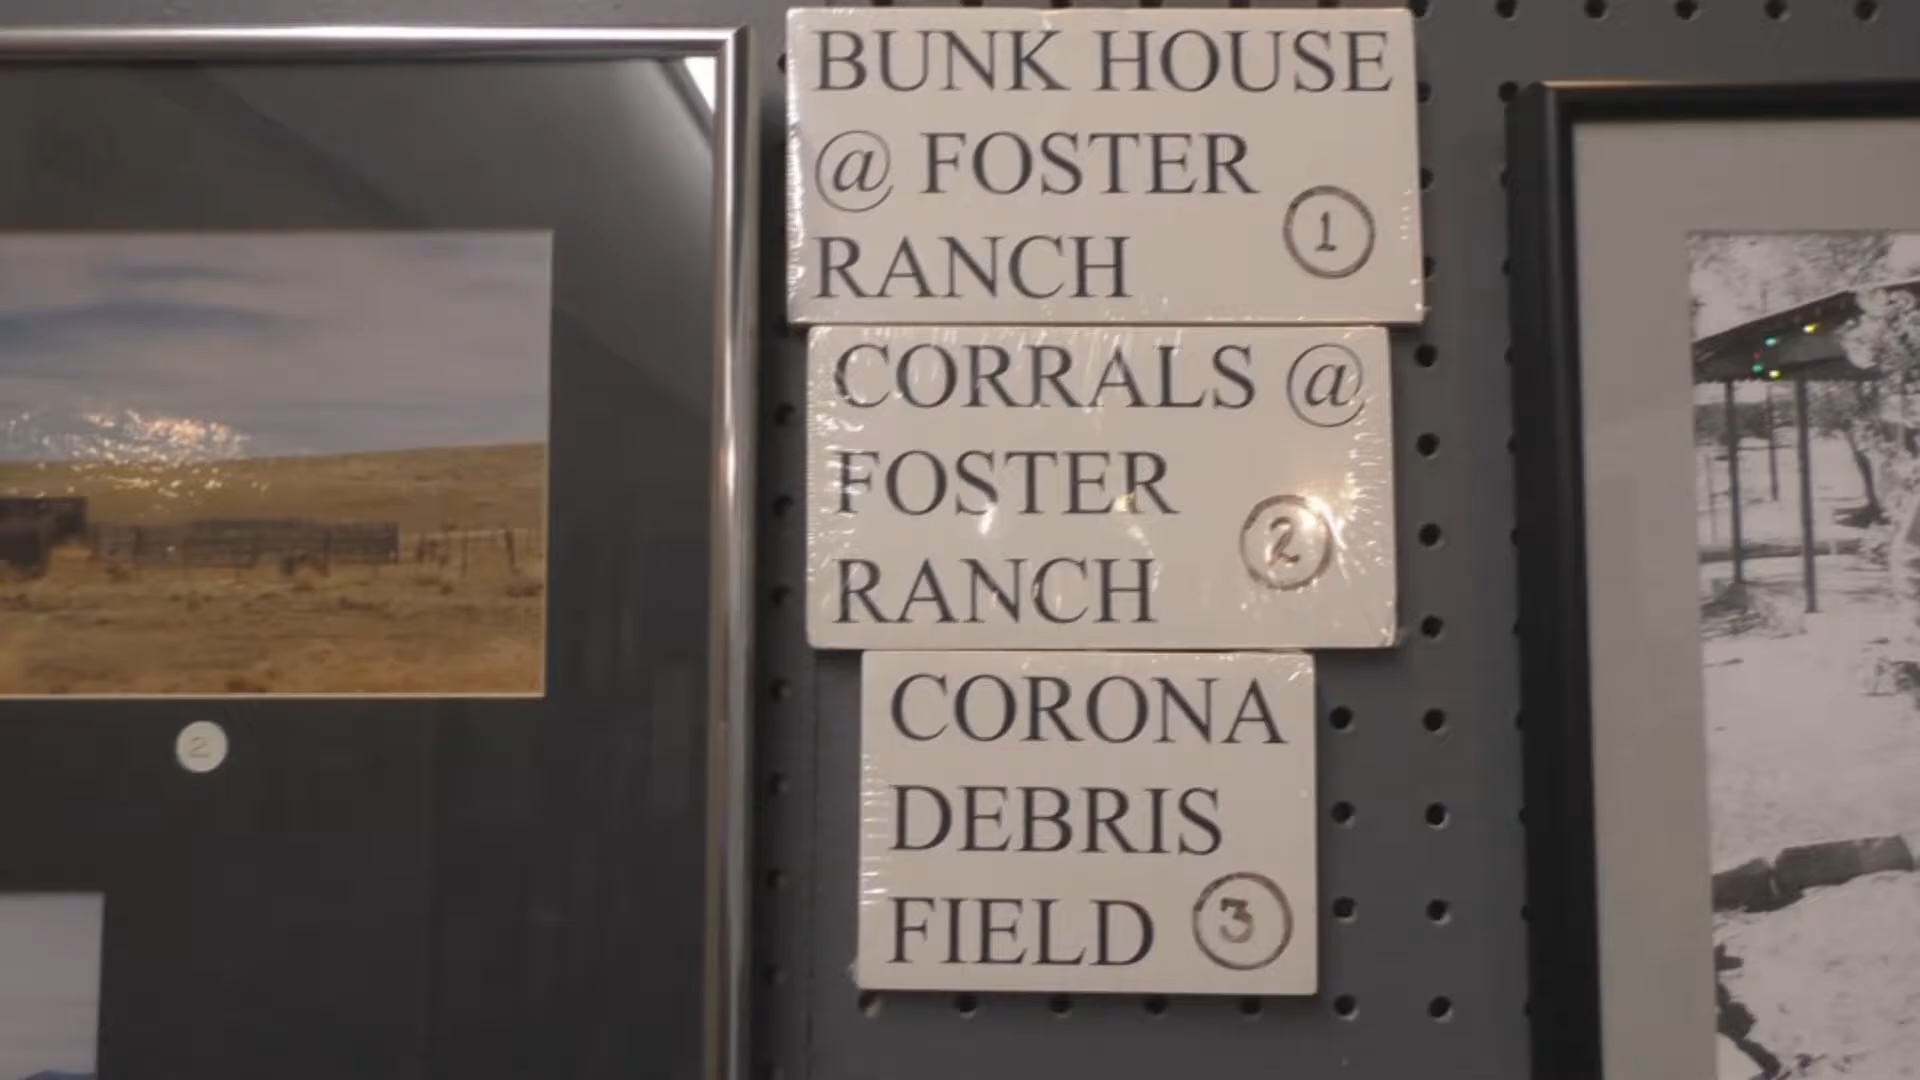 BUNK HOUSE
@ FOSTER
RANCH 1
CORRALS @
FOSTER
RANCH 2
CORONA
DEBRIS
FIELD 3
2